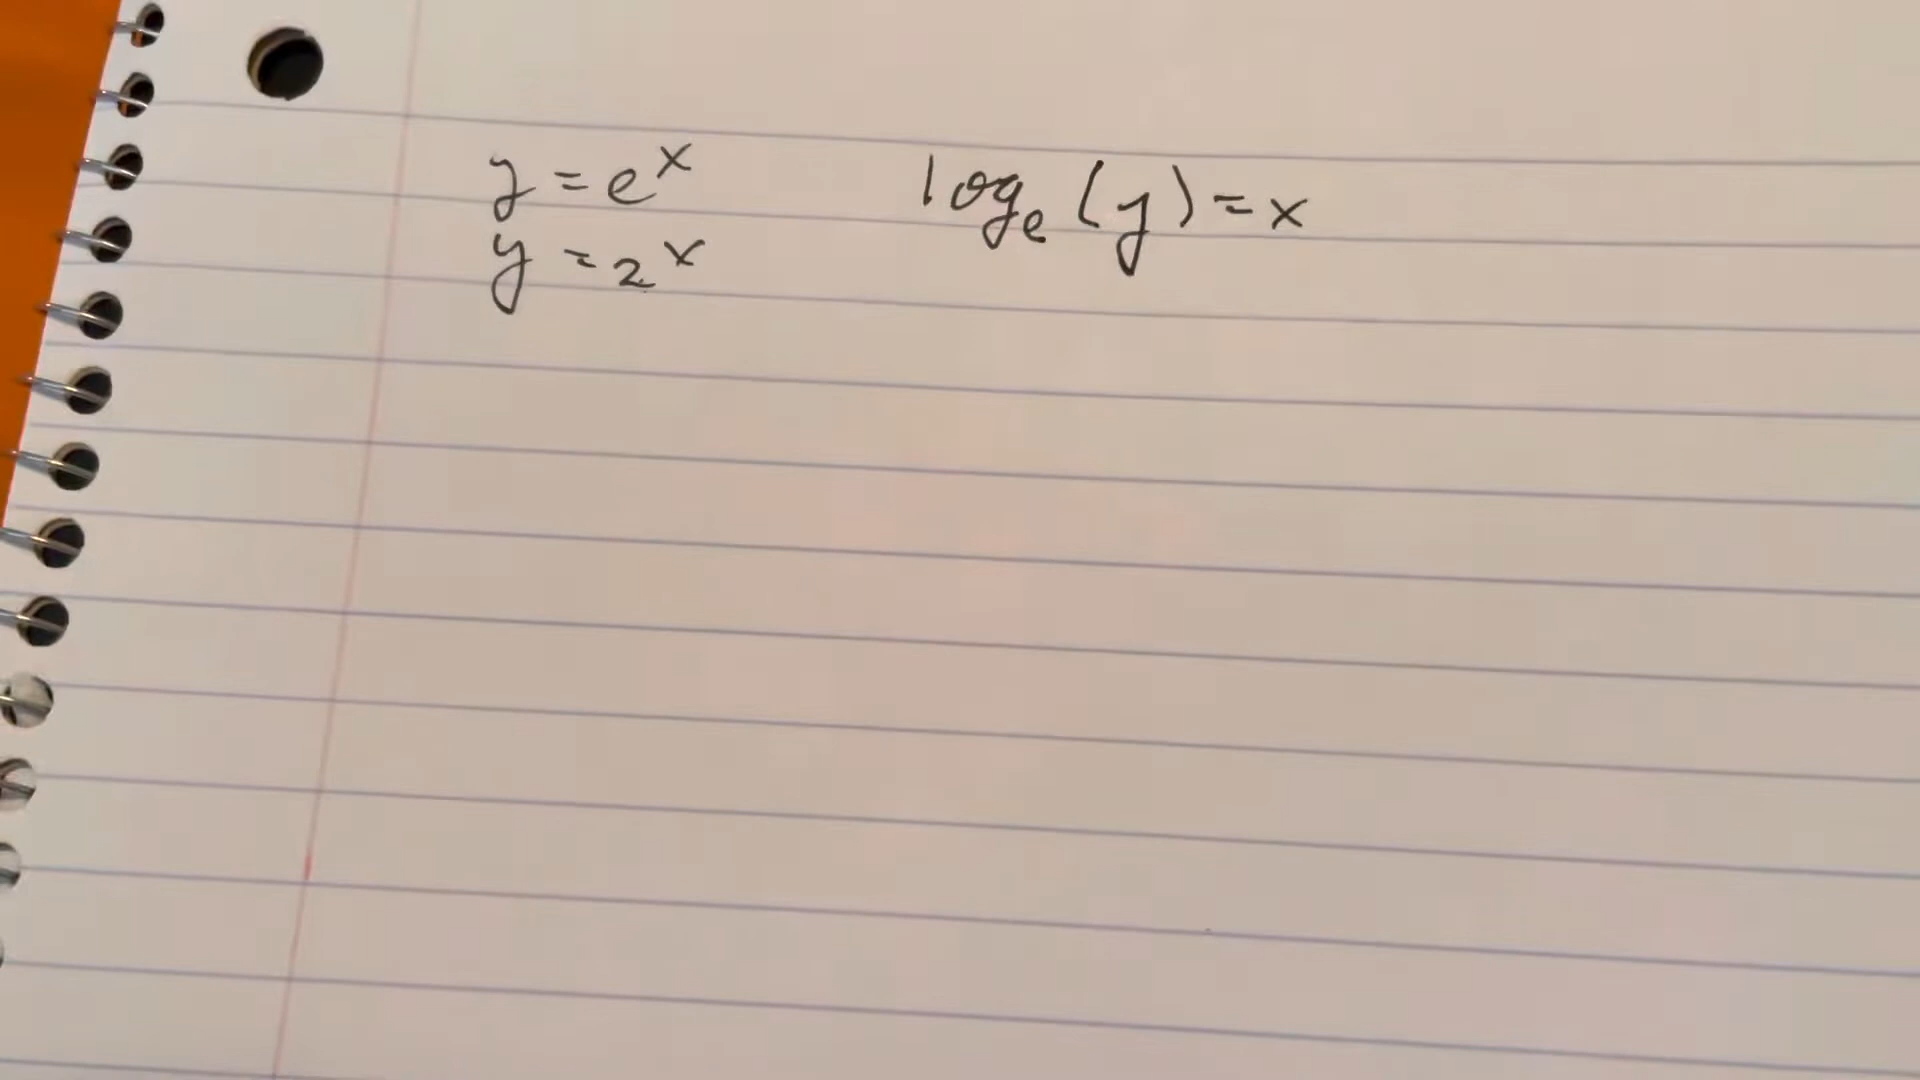 y = e^x log_e (y) = x
y = 2^x